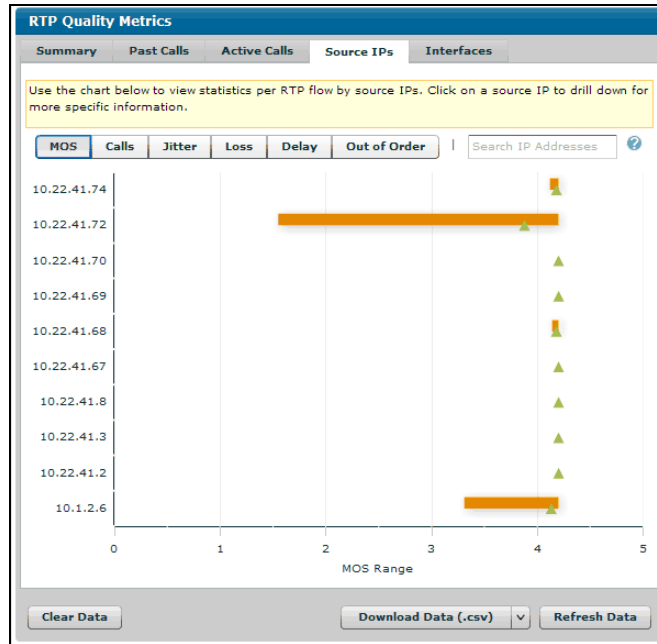 RTP Quality Metrics
Summary Past Calls Active Calls Source IPs Interfaces
Use the chart below to view statistics per RTP flow by source IPs. Click on a source IP to drill down for
more specific information.
MOS Calls Jitter Loss Delay Out of Order | Search IP Addresses ?
10.22.41.74
10.22.41.72
10.22.41.70
10.22.41.69
10.22.41.68
10.22.41.67
10.22.41.8
10.22.41.3
10.22.41.2
10.1.2.6
0 1 2 3 4 5
MOS Range
Clear Data Download Data (.csv) Refresh Data